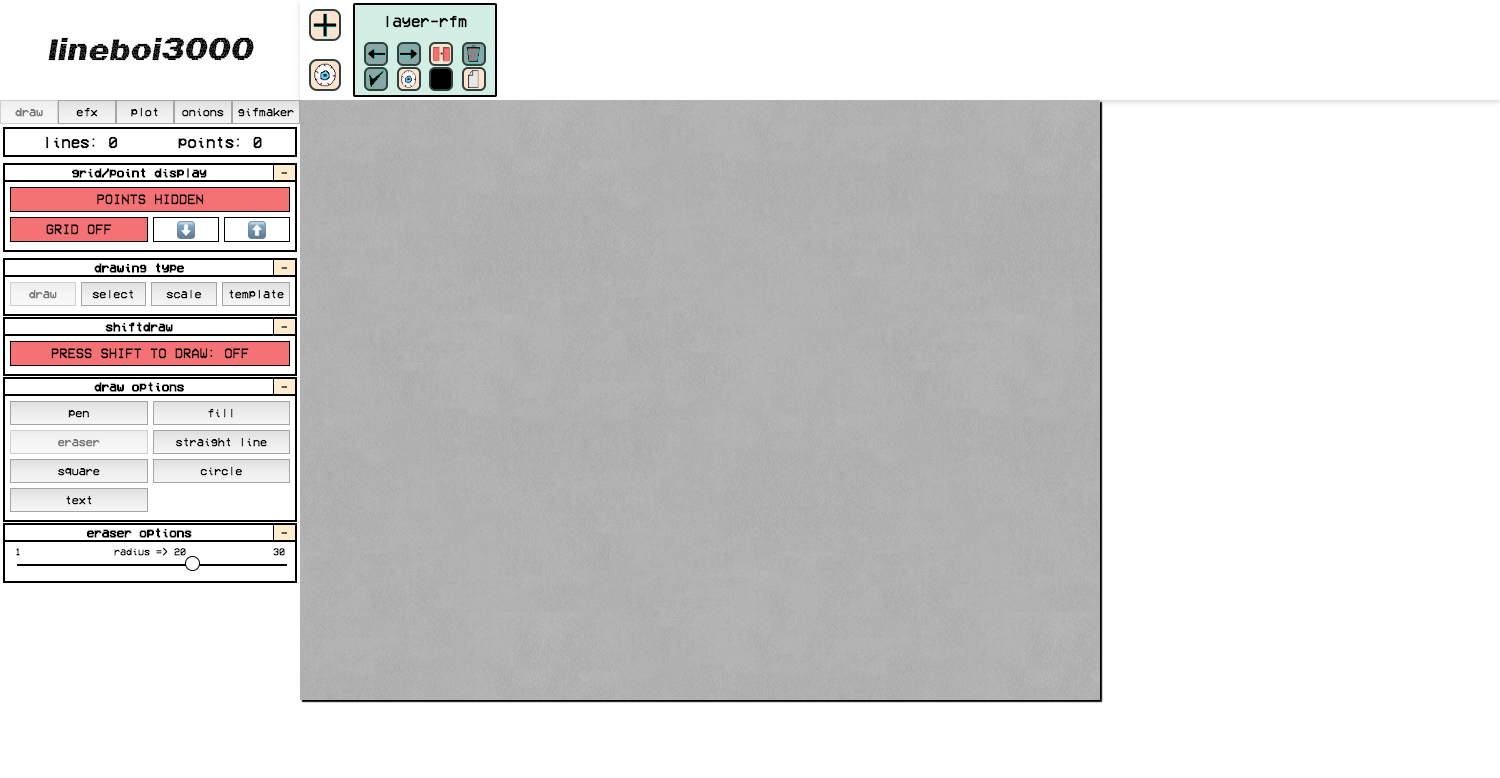 lineboi3000
layer-rfm
draw efx plot onions gifmaker
lines: 0 points: 0
grid/point display -
POINTS HIDDEN
GRID OFF
drawing type -
draw select scale template
shiftdraw -
PRESS SHIFT TO DRAW: OFF
draw options -
pen fill
eraser straight line
square circle
text
eraser options -
1 radius => 20 30